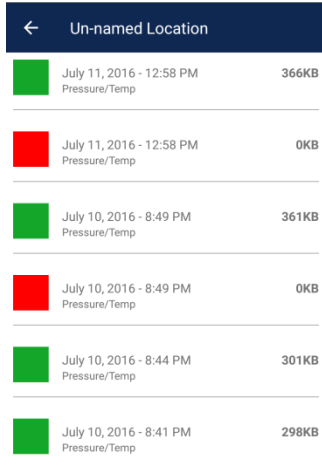 Un-named Location
July 11, 2016 - 12:58 PM 366KB
Pressure/Temp
July 11, 2016 - 12:58 PM 0KB
Pressure/Temp
July 10, 2016 - 8:49 PM 361KB
Pressure/Temp
July 10, 2016 - 8:49 PM 0KB
Pressure/Temp
July 10, 2016 - 8:44 PM 301KB
Pressure/Temp
July 10, 2016 - 8:41 PM 298KB
Pressure/Temp